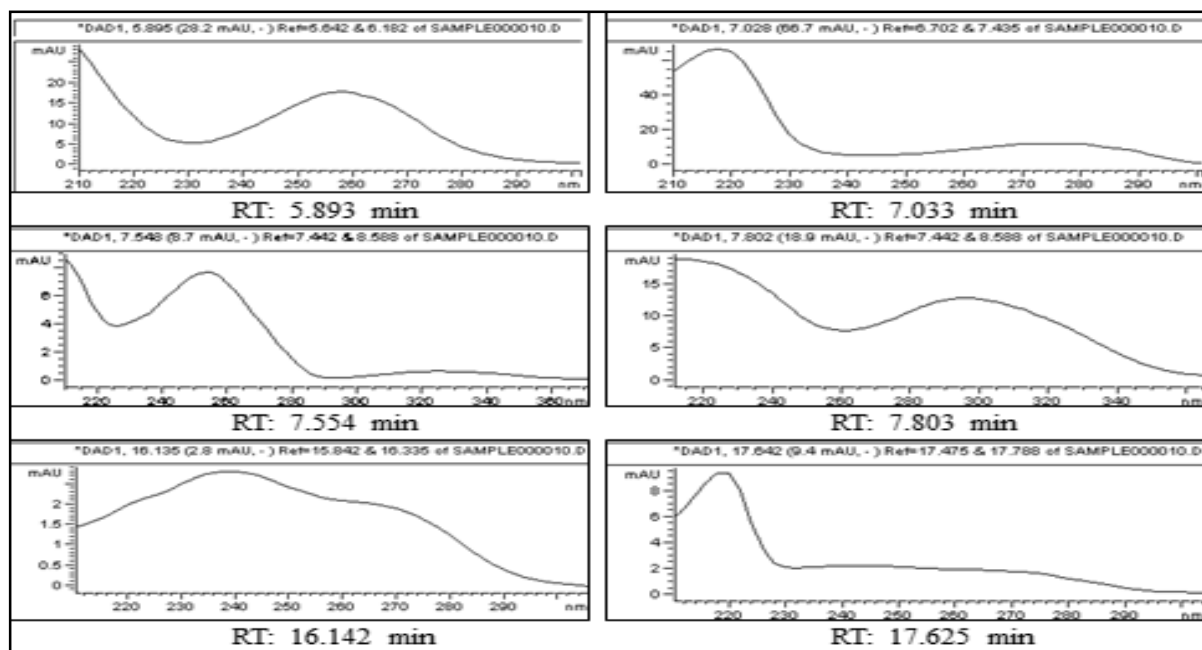 *DAD1, 5.895 (28.2 mAU, - ) Ref=5.642 & 6.182 of SAMPLE000010.D
mAU
20
15
10
5
0
210 220 230 240 250 260 270 280 290 nm
RT: 5.893 min
*DAD1, 7.028 (66.7 mAU, - ) Ref=6.702 & 7.435 of SAMPLE000010.D
mAU
40
20
0
210 220 230 240 250 260 270 280 290 nm
RT: 7.033 min
*DAD1, 7.548 (8.7 mAU, - ) Ref=7.442 & 8.588 of SAMPLE000010.D
mAU
6
4
2
0
220 240 260 280 300 320 340 360 nm
RT: 7.554 min
*DAD1, 7.802 (18.9 mAU, - ) Ref=7.442 & 8.588 of SAMPLE000010.D
mAU
15
10
5
0
220 240 260 280 300 320 340 nm
RT: 7.803 min
*DAD1, 16.135 (2.8 mAU, - ) Ref=15.842 & 16.335 of SAMPLE000010.D
mAU
2
1.5
1
0.5
0
220 230 240 250 260 270 280 290 nm
RT: 16.142 min
*DAD1, 17.642 (9.4 mAU, - ) Ref=17.475 & 17.788 of SAMPLE000010.D
mAU
8
6
4
2
0
220 230 240 250 260 270 280 290 nm
RT: 17.625 min